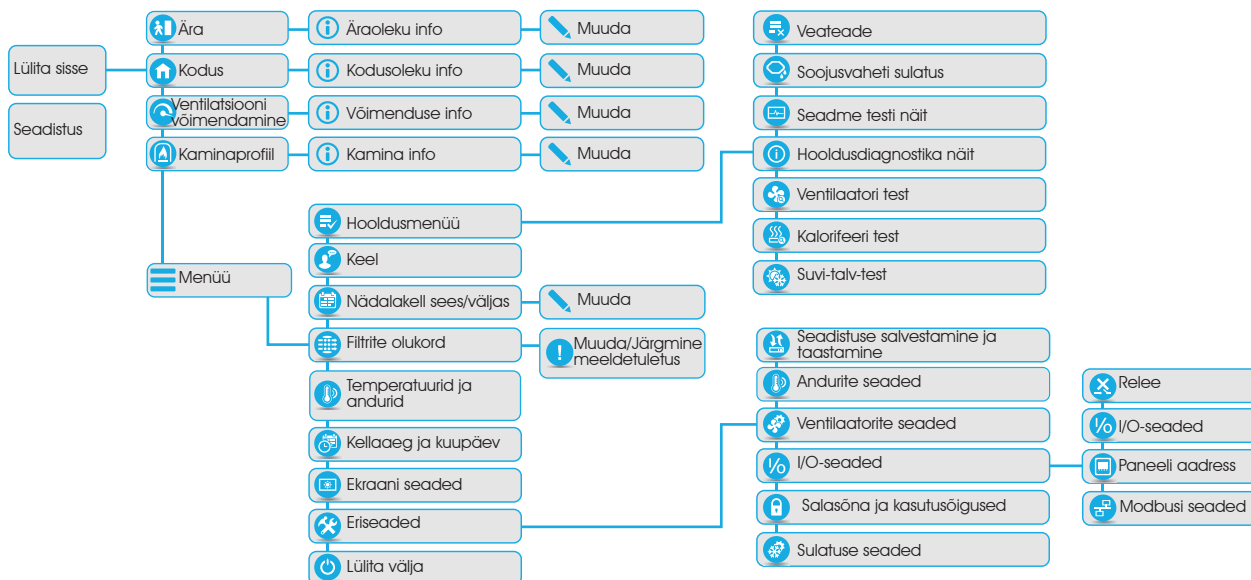 Lülita sisse
Seadistus
Ära
Kodus
Ventilatsiooni
võimendamine
Kaminaprofiil
Menüü
Äraoleku info
Kodusoleku info
Võimenduse info
Kamina info
Muuda
Muuda
Muuda
Muuda
Hooldusmenüü
Keel
Nädalakell sees/väljas
Filtrite olukord
Temperatuurid ja
andurid
Kellaaeg ja kuupäev
Ekraani seaded
Eriseaded
Lülita välja
Muuda
Muuda/Järgmine
meeldetuletus
Veateade
Soojusvaheti sulatus
Seadme testi näit
Hooldusdiagnostika näit
Ventilaatori test
Kalorifeeri test
Suvi-talv-test
Seadistuse salvestamine ja
taastamine
Andurite seaded
Ventilaatorite seaded
I/O I/O-seaded
Salasõna ja kasutusõigused
Sulatuse seaded
Relee
I/O I/O-seaded
Paneeli aadress
Modbusi seaded